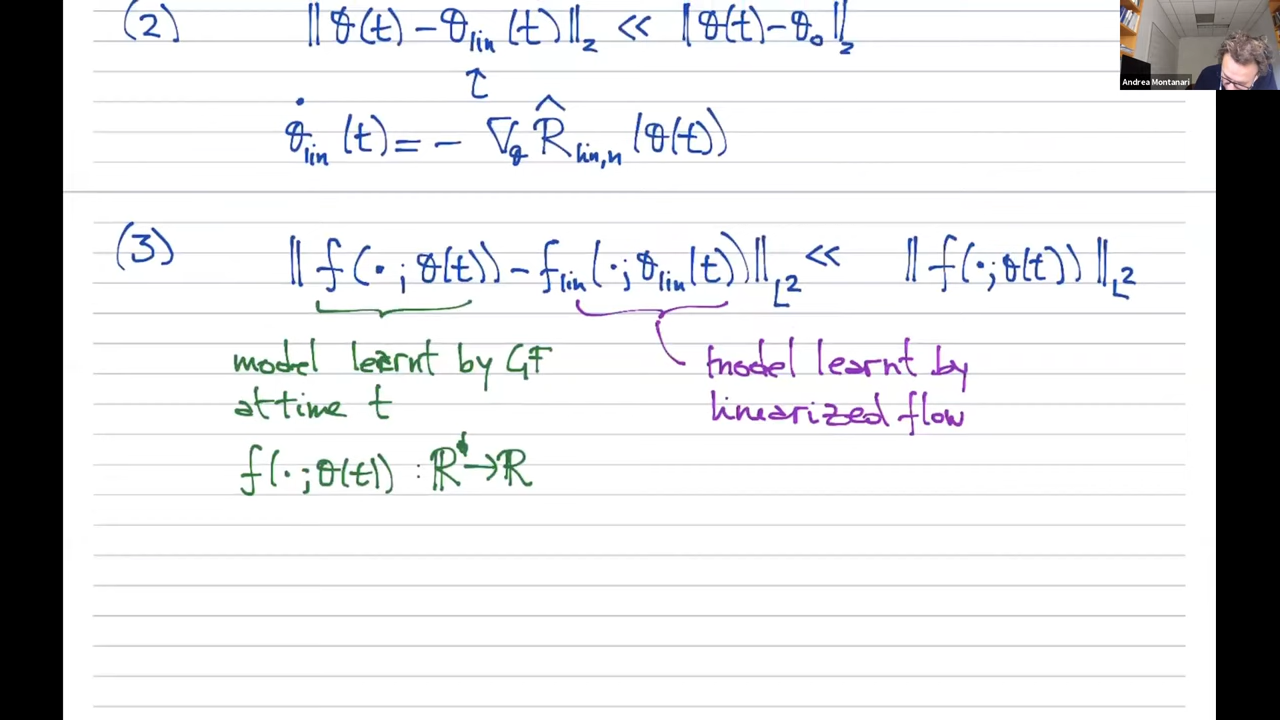 (2) ‖θ(t) − θ_lin(t)‖₂ ≪ ‖θ(t) − θ₀‖₂
Andrea Montanari
↑
θ̇_lin(t) = − ∇_θ R̂_lin,n(θ(t))
(3) ‖f(·; θ(t)) − f_lin(·; θ_lin(t))‖_L² ≪ ‖f(·; θ(t))‖_L²
model learnt by GF model learnt by
at time t linearized flow
f(·; θ(t)) : ℝᵈ → ℝ